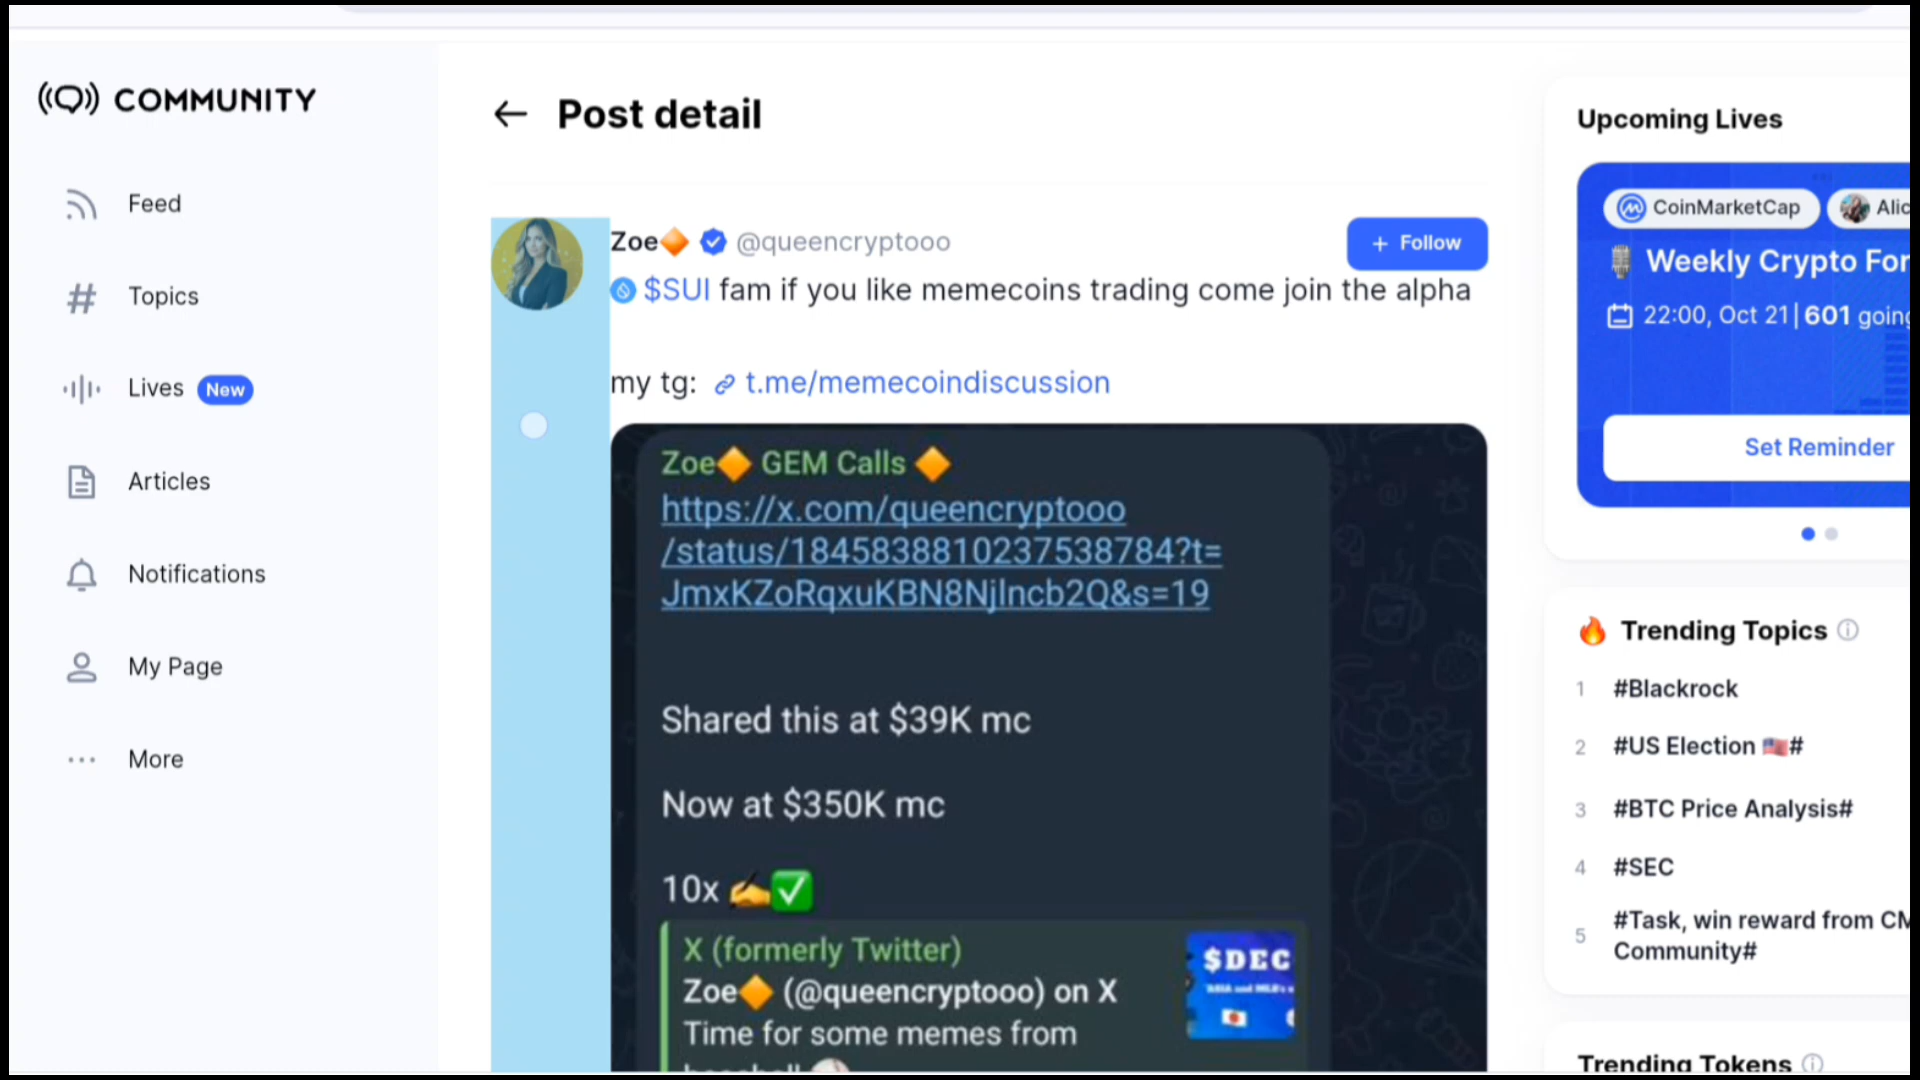 COMMUNITY
Feed
Topics
Lives New
Articles
Notifications
My Page
More
Post detail
Zoe @queencryptooo
+ Follow
$SUI fam if you like memecoins trading come join the alpha
my tg: t.me/memecoindiscussion
Zoe🔶 GEM Calls 🔶
https://x.com/queencryptooo
/status/1845838810237538784?t=
JmxKZoRqxuKBN8Njlncb2Q&s=19
Shared this at $39K mc
Now at $350K mc
10x ✍️✅
X (formerly Twitter)
Zoe🔶 (@queencryptooo) on X
Time for some memes from
baseball
$DEC
Upcoming Lives
CoinMarketCap Alic
Weekly Crypto For
22:00, Oct 21 | 601 going
Set Reminder
Trending Topics
1 #Blackrock
2 #US Election 🇺🇸#
3 #BTC Price Analysis#
4 #SEC
5 #Task, win reward from CM
Community#
Trending Tokens